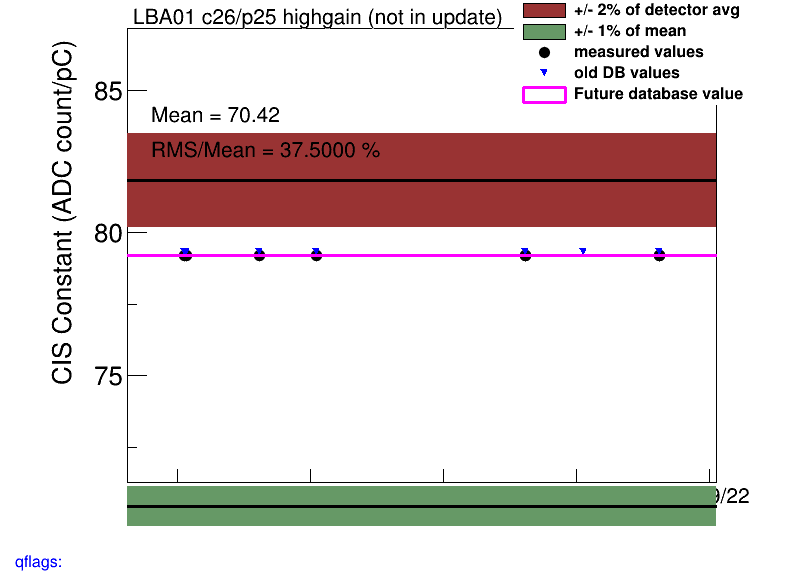 LBA01 c26/p25 highgain (not in update)
+/- 2% of detector avg
+/- 1% of mean
measured values
old DB values
Future database value
CIS Constant (ADC count/pC)
85
80
75
Mean = 70.42
RMS/Mean = 37.5000 %
/22
qflags: